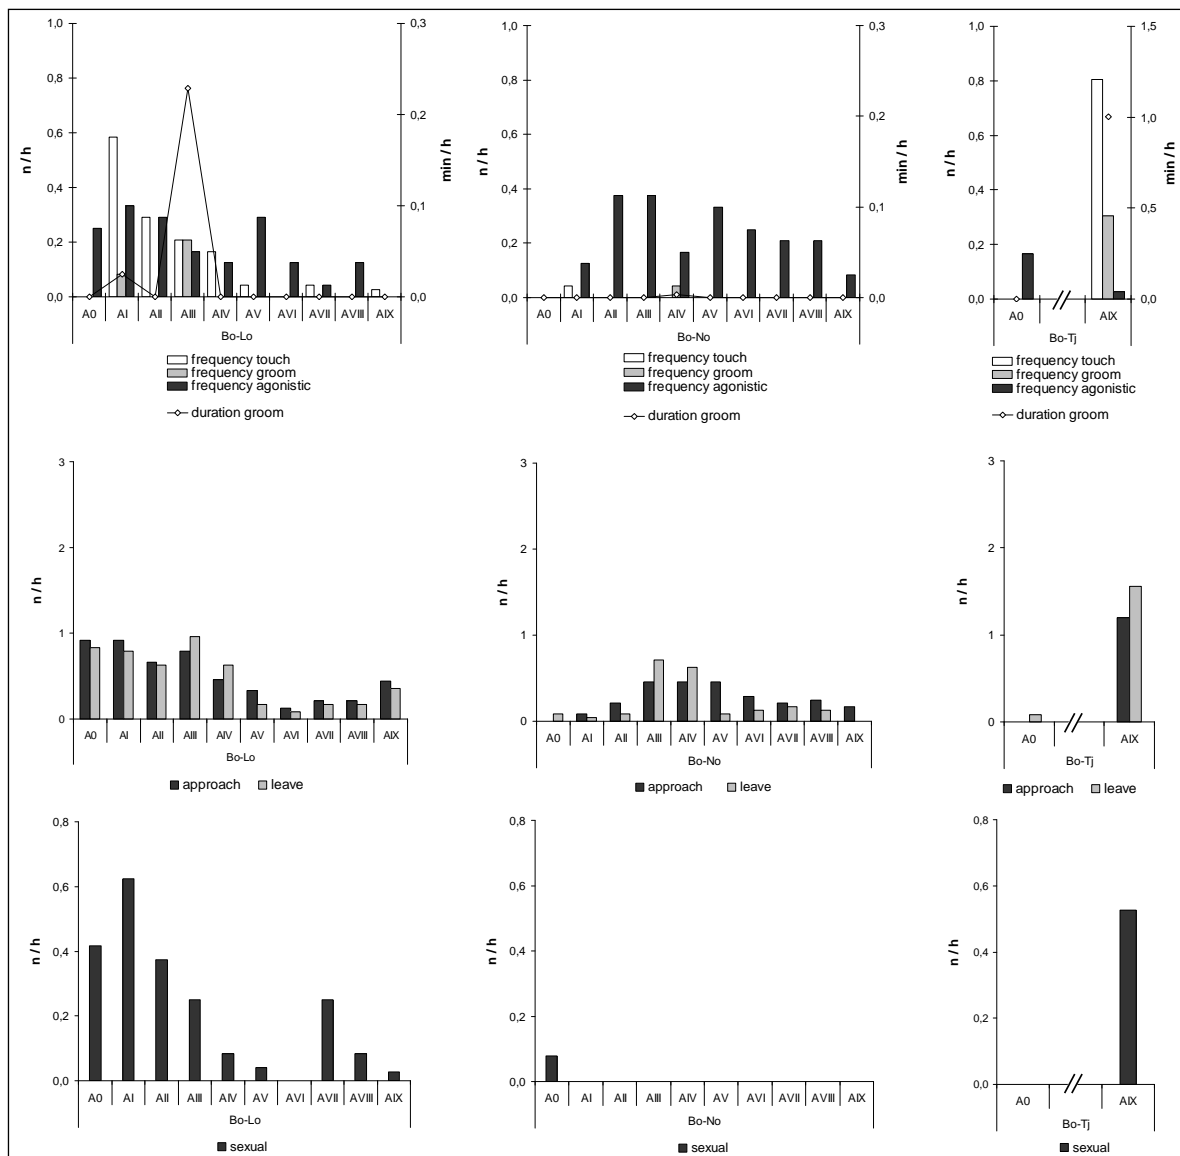 1,0 0,3 1,0 0,3 1,0 1,5
0,8 0,8 0,8
0,2 0,2 1,0
0,6 0,6 0,6
n / h min / h n / h min / h n / h min / h
0,4 0,4 0,4
0,1 0,1 0,5
0,2 0,2 0,2
0,0 0,0 0,0 0,0 0,0 0,0
A0 AI AII AIII AIV AV AVI AVII AVIII AIX A0 AI AII AIII AIV AV AVI AVII AVIII AIX A0 AIX
Bo-Lo Bo-No Bo-Tj
frequency touch frequency touch frequency touch
frequency groom frequency groom frequency groom
frequency agonistic frequency agonistic frequency agonistic
duration groom duration groom duration groom
3 3 3
2 2 2
n / h n / h n / h
1 1 1
0 0 0
A0 AI AII AIII AIV AV AVI AVII AVIII AIX A0 AI AII AIII AIV AV AVI AVII AVIII AIX A0 AIX
Bo-Lo Bo-No Bo-Tj
approach leave approach leave approach leave
0,8 0,8 0,8
0,6 0,6 0,6
n / h n / h n / h
0,4 0,4 0,4
0,2 0,2 0,2
0,0 0,0 0,0
A0 AI AII AIII AIV AV AVI AVII AVIII AIX A0 AI AII AIII AIV AV AVI AVII AVIII AIX A0 AIX
Bo-Lo Bo-No Bo-Tj
sexual sexual sexual